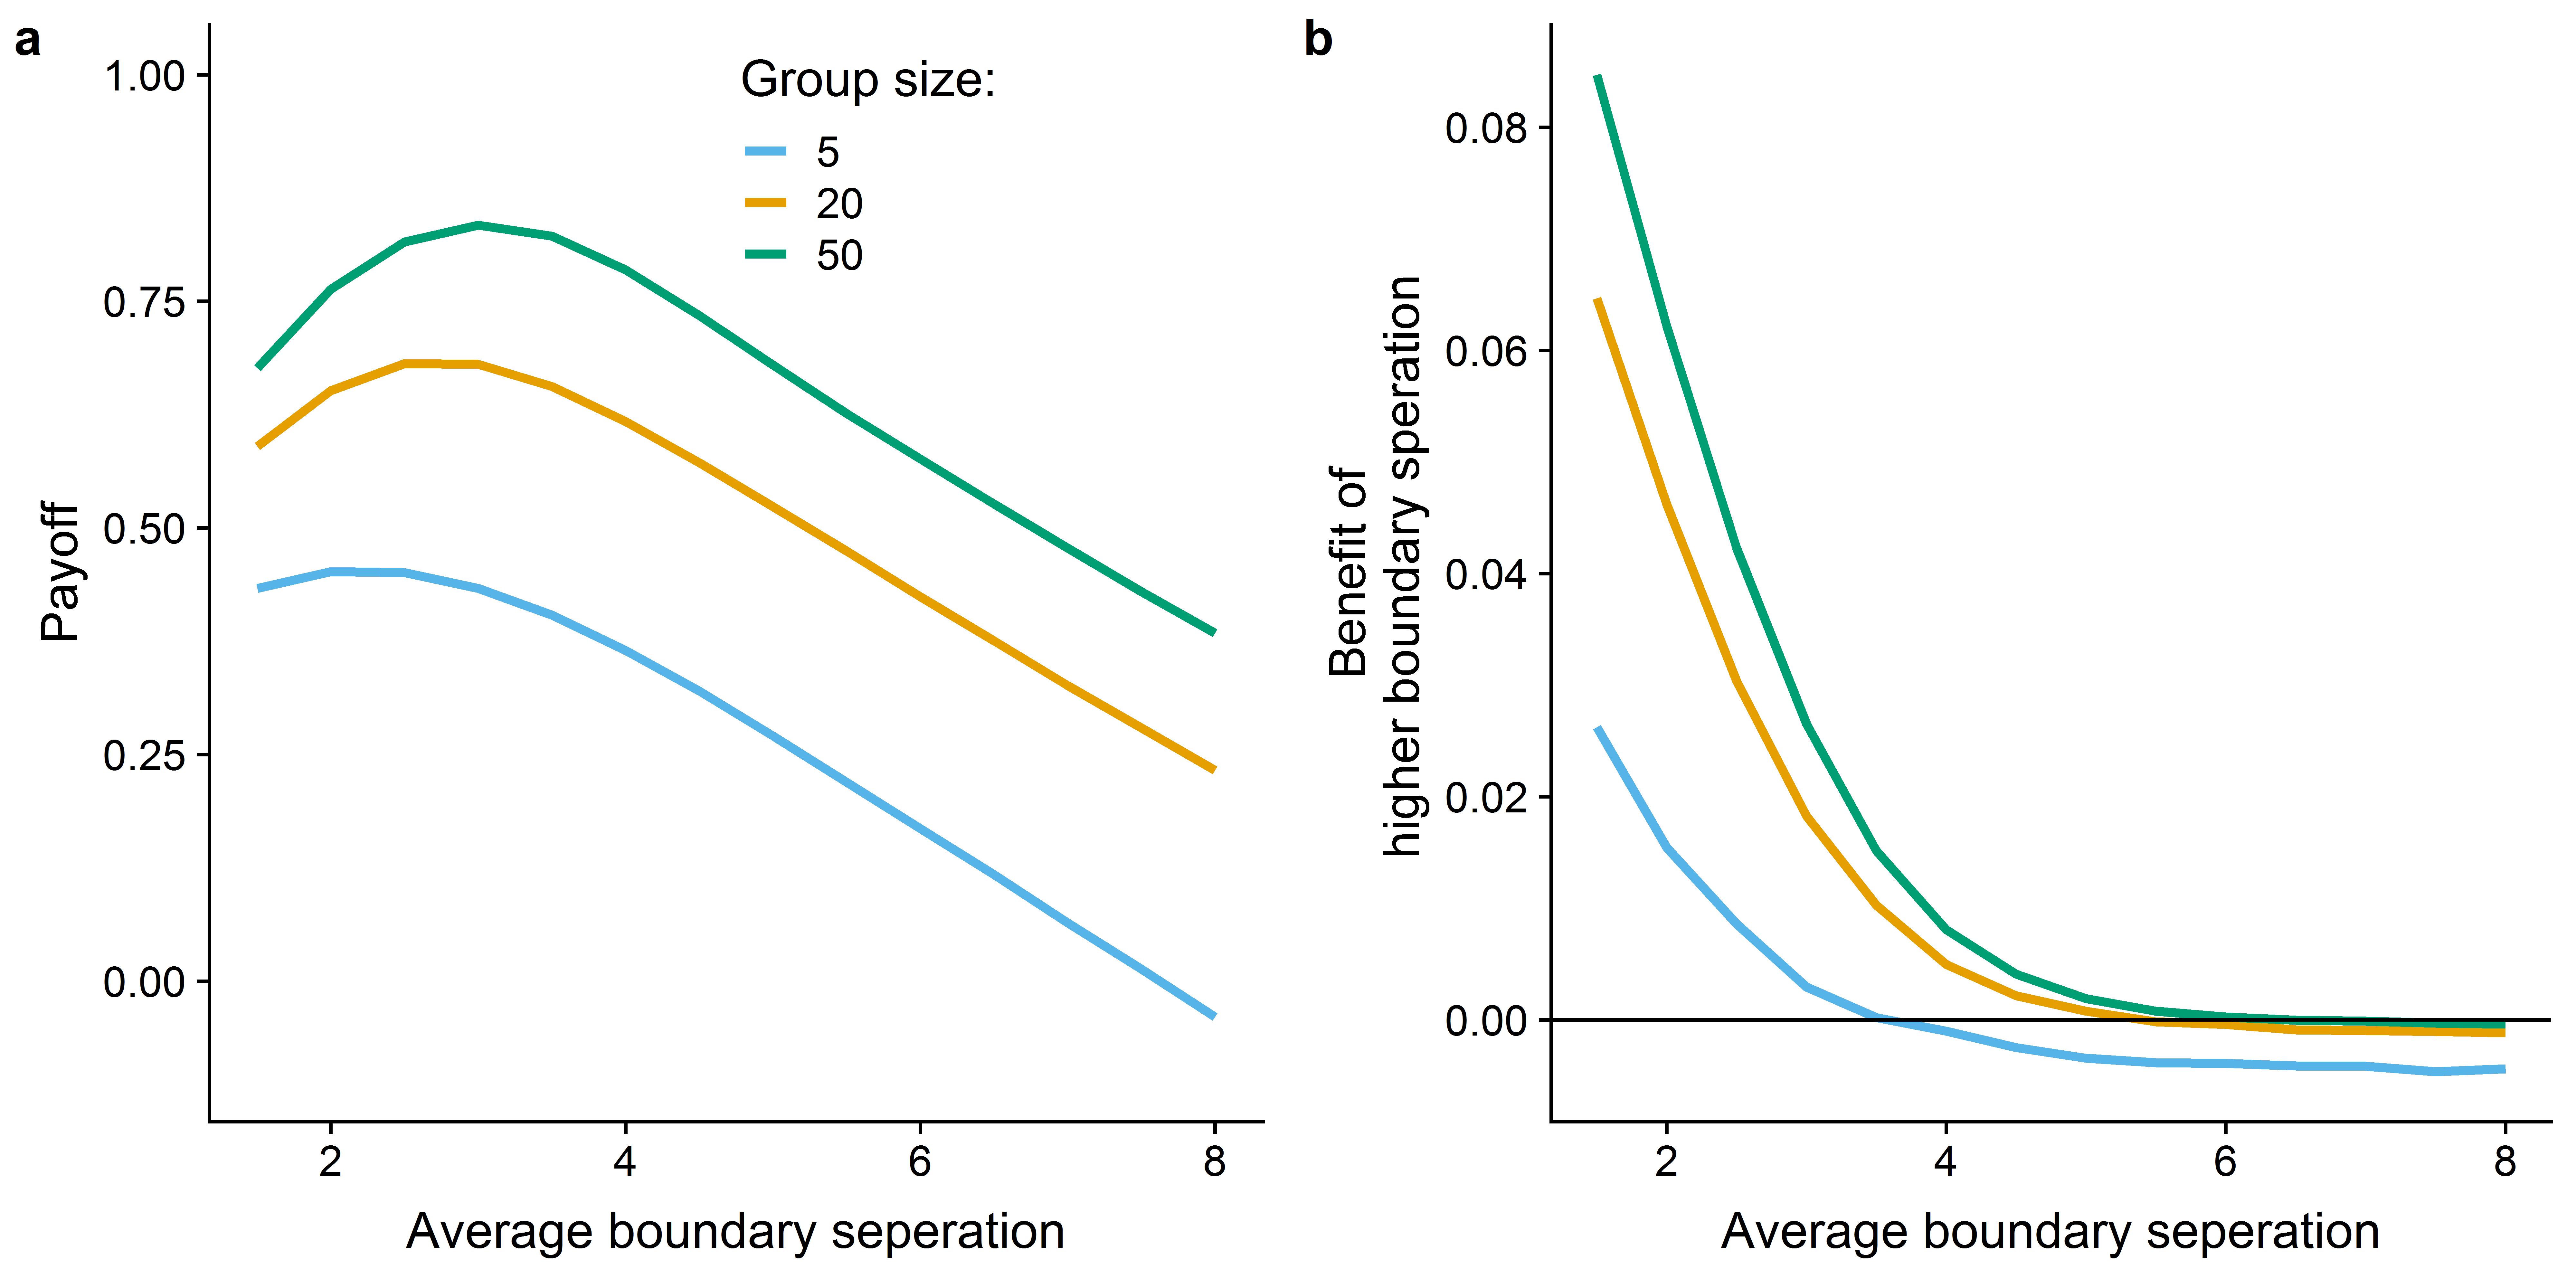 a
Payoff
1.00
0.75
0.50
0.25
0.00
Group size:
5
20
50
2 4 6 8
Average boundary seperation
b
Benefit of
higher boundary speration
0.08
0.06
0.04
0.02
0.00
2 4 6 8
Average boundary seperation